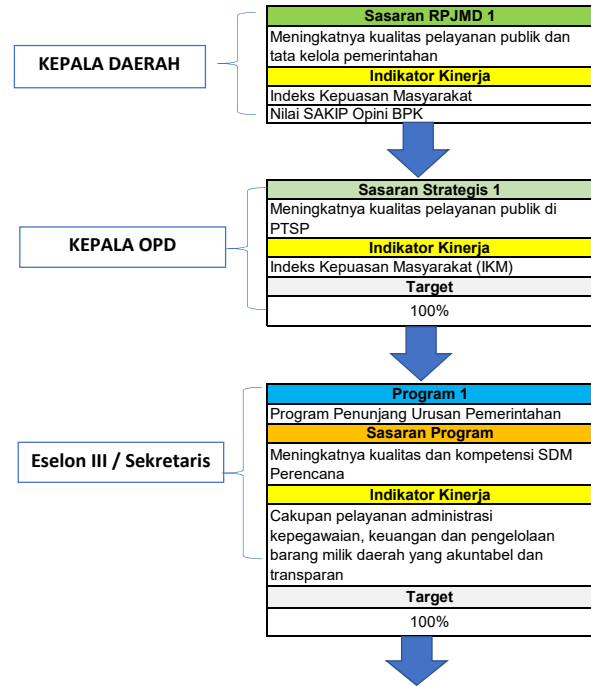 Sasaran RPJMD 1
Meningkatnya kualitas pelayanan publik dan
tata kelola pemerintahan
KEPALA DAERAH
Indikator Kinerja
Indeks Kepuasan Masyarakat
Nilai SAKIP Opini BPK
Sasaran Strategis 1
Meningkatnya kualitas pelayanan publik di
PTSP
KEPALA OPD
Indikator Kinerja
Indeks Kepuasan Masyarakat (IKM)
Target
100%
Program 1
Program Penunjang Urusan Pemerintahan
Sasaran Program
Eselon III / Sekretaris
Meningkatnya kualitas dan kompetensi SDM
Perencana
Indikator Kinerja
Cakupan pelayanan administrasi
kepegawaian, keuangan dan pengelolaan
barang milik daerah yang akuntabel dan
transparan
Target
100%